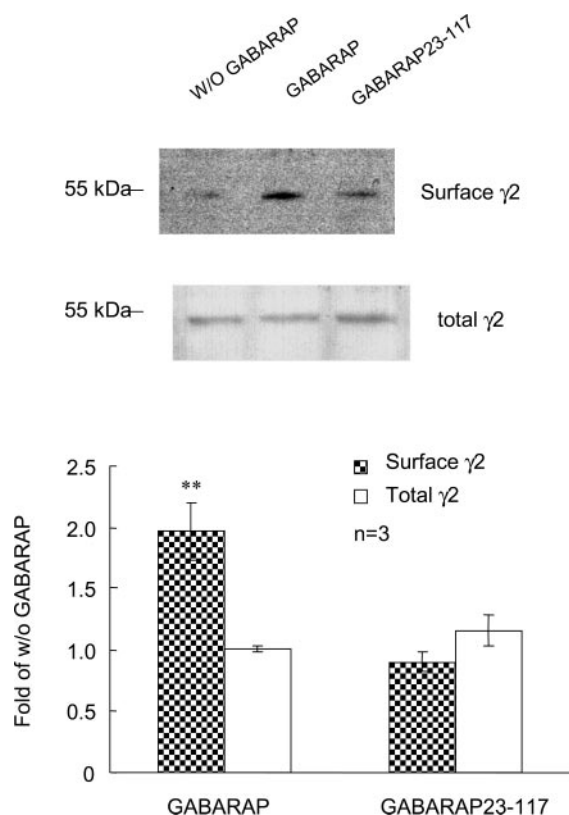 W/O GABARAP
GABARAP
GABARAP23-117
55 kDa
Surface γ2
55 kDa
total γ2
Fold of w/o GABARAP
2.5
2.0
1.5
1.0
0.5
0
**
Surface γ2
Total γ2
n=3
GABARAP
GABARAP23-117